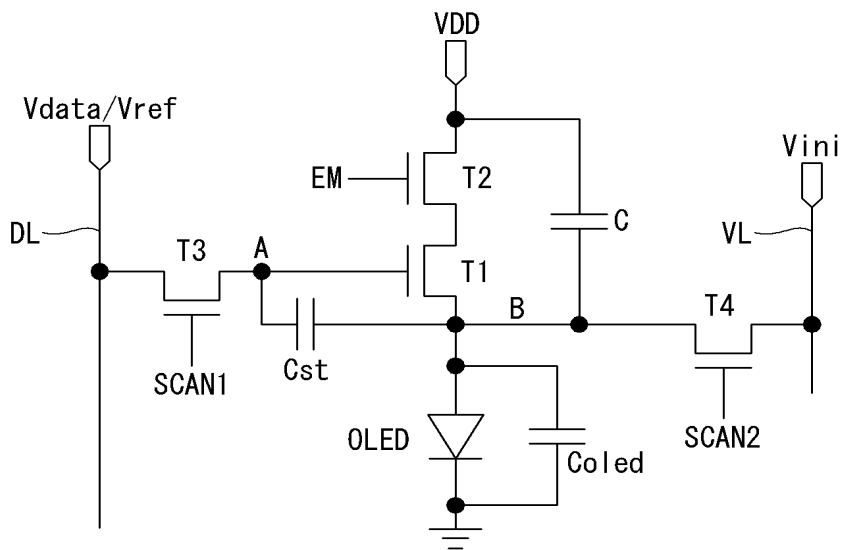 VDD
Vdata/Vref
Vini
EM
T2
DL
T3
A
C
VL
T1
B
T4
Cst
SCAN1
OLED
Coled
SCAN2